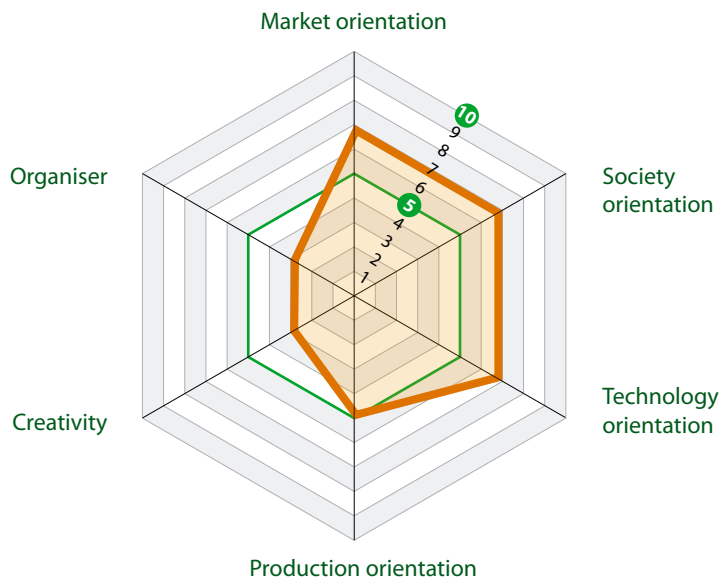 Market orientation
10
9
8
7
6
5
4
3
2
1
Organiser
Society
orientation
Creativity
Technology
orientation
Production orientation